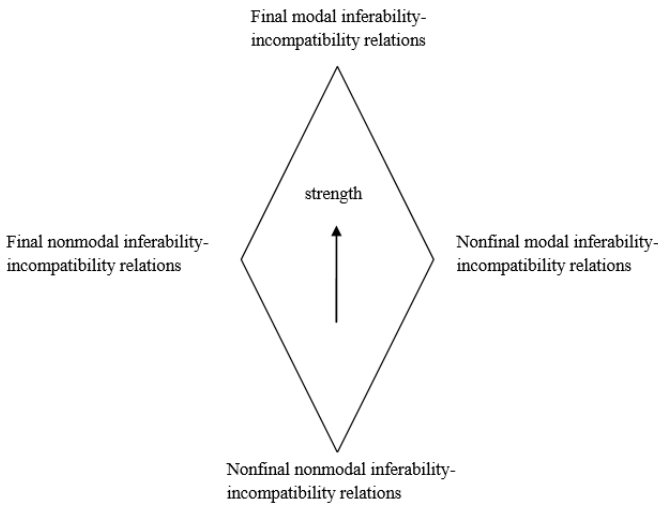 Final modal inferability-
incompatibility relations
strength
Final nonmodal inferability-
incompatibility relations
Nonfinal modal inferability-
incompatibility relations
Nonfinal nonmodal inferability-
incompatibility relations